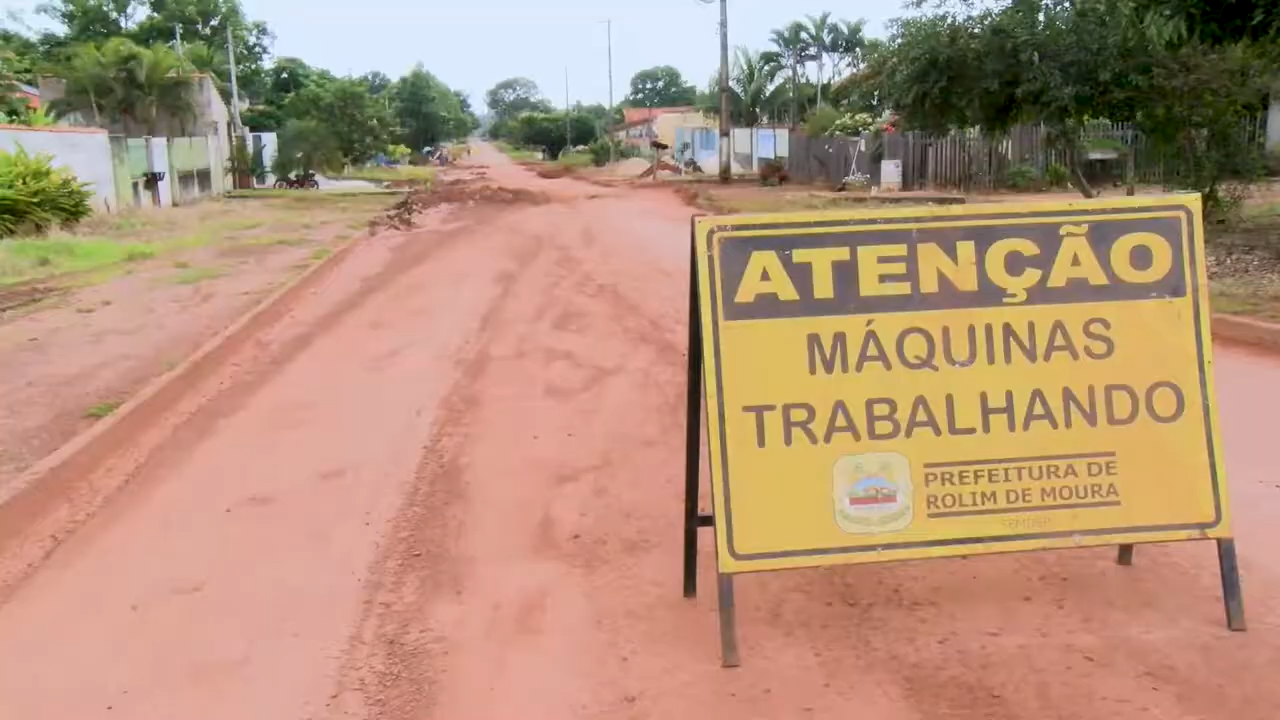 ATENÇÃO
MÁQUINAS
TRABALHANDO
PREFEITURA DE
ROLIM DE MOURA